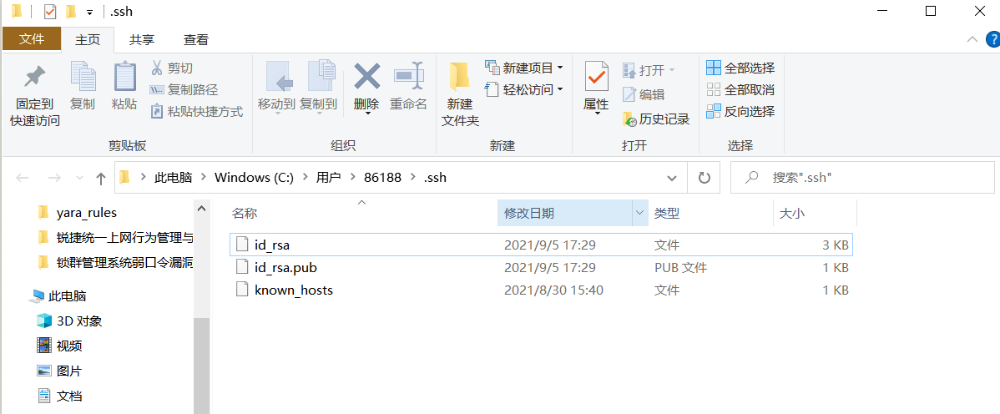 .ssh
文件 主页 共享 查看
固定到快速访问
复制
粘贴
剪切
复制路径
粘贴快捷方式
剪贴板
移动到
复制到
删除
重命名
组织
新建文件夹
新建项目
轻松访问
新建
属性
打开
编辑
历史记录
打开
全部选择
全部取消
反向选择
选择
此电脑 Windows (C:) 用户 86188 .ssh
搜索".ssh"
yara_rules
锐捷统一上网行为管理与
锁群管理系统弱口令漏洞
此电脑
3D 对象
视频
图片
文档
名称 修改日期 类型 大小
id_rsa 2021/9/5 17:29 文件 3 KB
id_rsa.pub 2021/9/5 17:29 PUB 文件 1 KB
known_hosts 2021/8/30 15:40 文件 1 KB